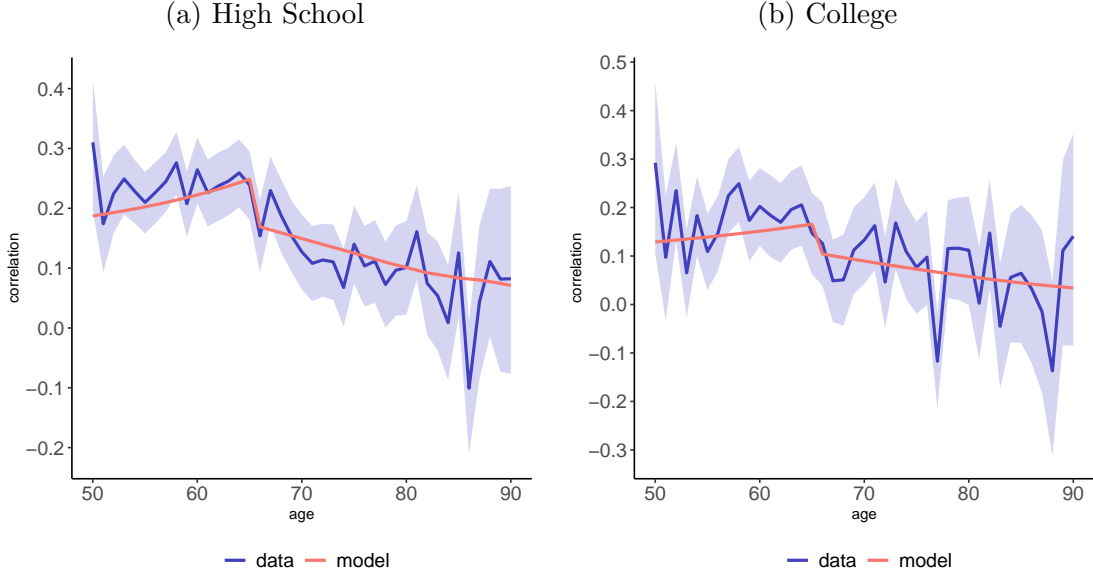 (a) High School
0.4
0.3
0.2
0.1
0.0
−0.1
−0.2
correlation
50 60 70 80 90
age
data model
(b) College
0.5
0.4
0.3
0.2
0.1
0.0
−0.1
−0.2
−0.3
correlation
50 60 70 80 90
age
data model